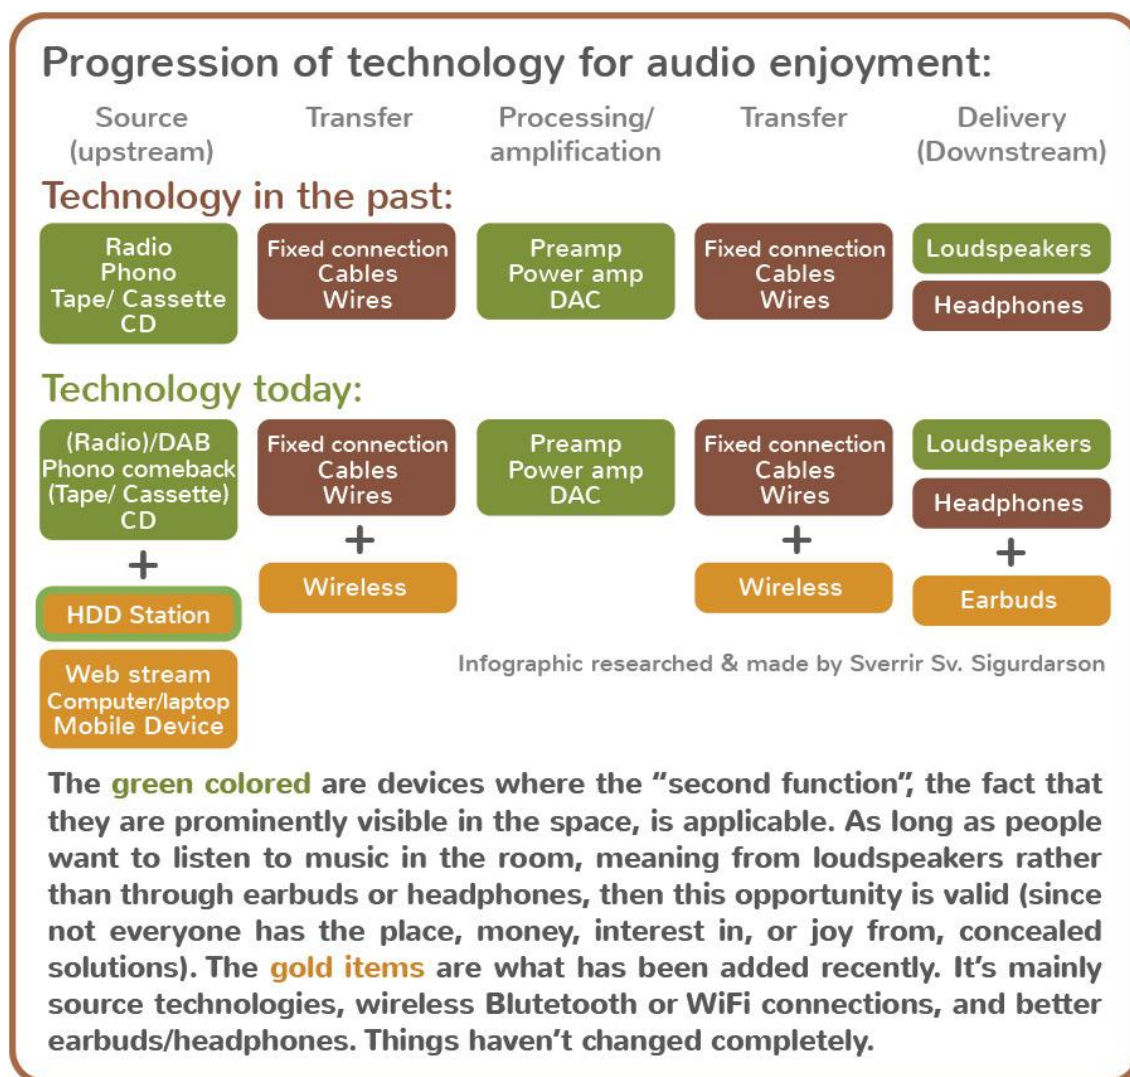 Progression of technology for audio enjoyment:
Source
(upstream)
Transfer
Processing/
amplification
Transfer
Delivery
(Downstream)
Technology in the past:
Radio
Phono
Tape/ Cassette
CD
Fixed connection
Cables
Wires
Preamp
Power amp
DAC
Fixed connection
Cables
Wires
Loudspeakers
Headphones
Technology today:
(Radio)/DAB
Phono comeback
(Tape/ Cassette)
CD
+
HDD Station
Web stream
Computer/laptop
Mobile Device
Fixed connection
Cables
Wires
+
Wireless
Preamp
Power amp
DAC
Fixed connection
Cables
Wires
+
Wireless
Loudspeakers
Headphones
+
Earbuds
Infographic researched & made by Sverrir Sv. Sigurdarson
The green colored are devices where the “second function”, the fact that
they are prominently visible in the space, is applicable. As long as people
want to listen to music in the room, meaning from loudspeakers rather
than through earbuds or headphones, then this opportunity is valid (since
not everyone has the place, money, interest in, or joy from, concealed
solutions). The gold items are what has been added recently. It’s mainly
source technologies, wireless Blutetooth or WiFi connections, and better
earbuds/headphones. Things haven’t changed completely.